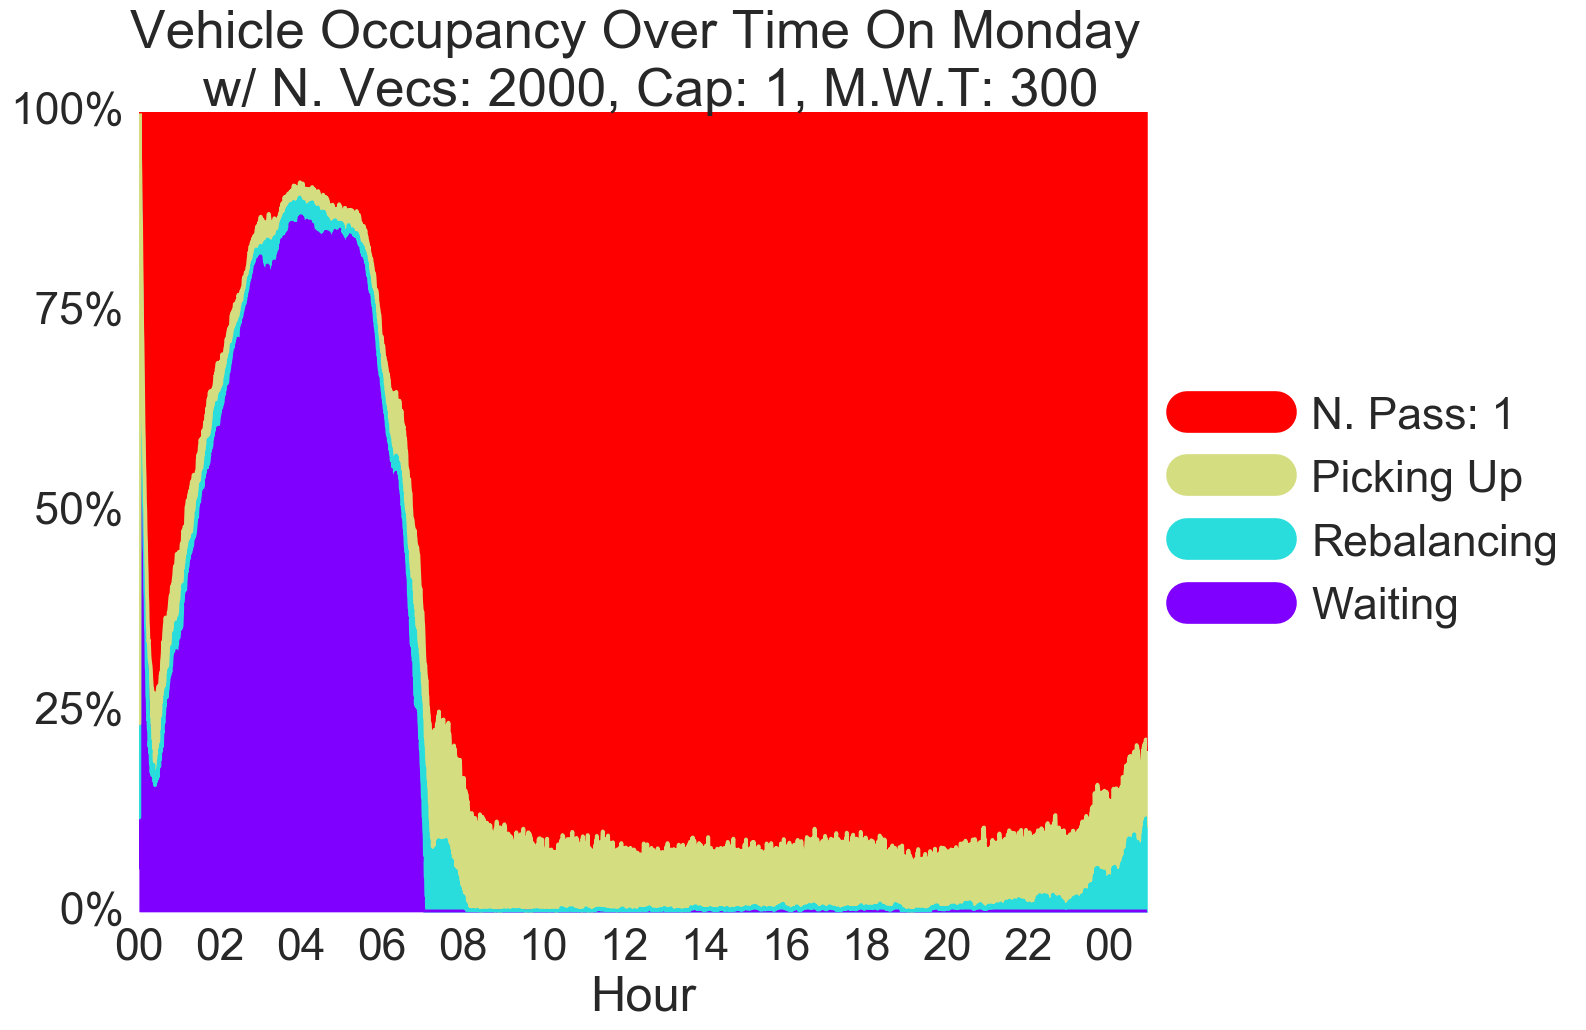 Vehicle Occupancy Over Time On Monday
w/ N. Vecs: 2000, Cap: 1, M.W.T: 300
100%
75%
50%
25%
0%
00 02 04 06 08 10 12 14 16 18 20 22 00
Hour
N. Pass: 1
Picking Up
Rebalancing
Waiting